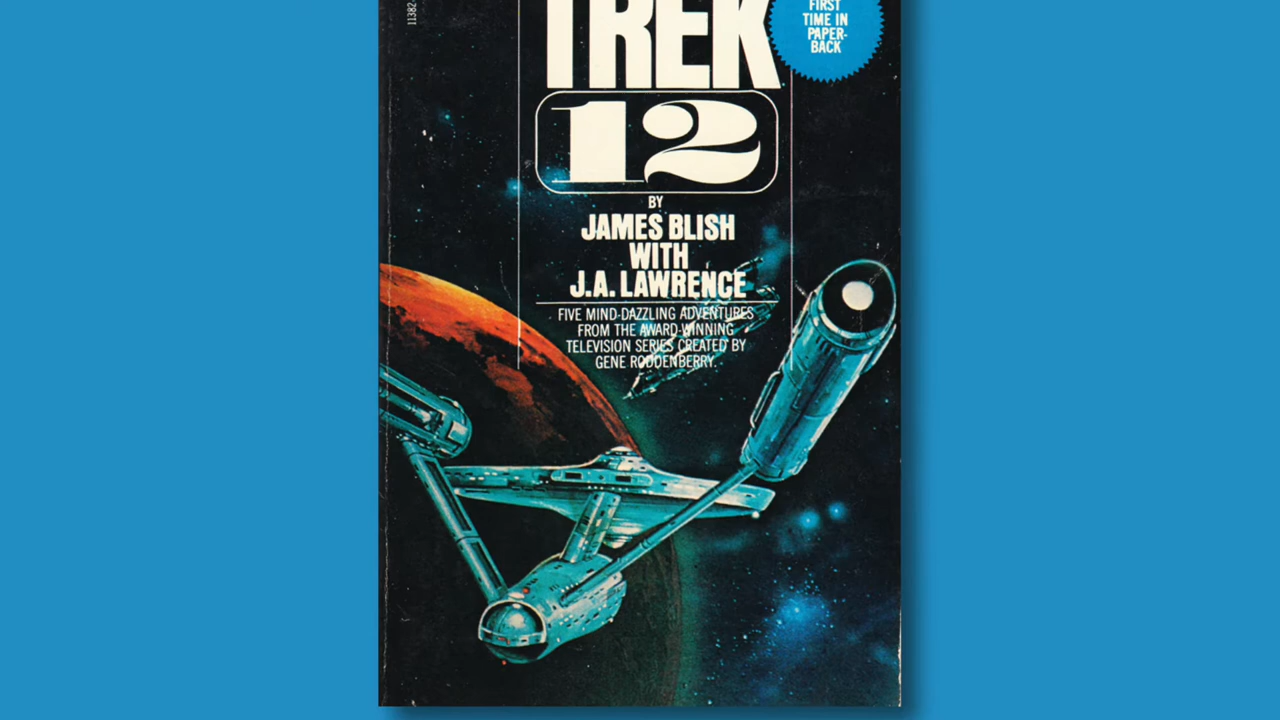 11382-
TREK
12
BY
JAMES BLISH
WITH
J.A. LAWRENCE
FIVE MIND-DAZZLING ADVENTURES
FROM THE AWARD-WINNING
TELEVISION SERIES CREATED BY
GENE RODDENBERRY.
FIRST
TIME IN
PAPER-
BACK